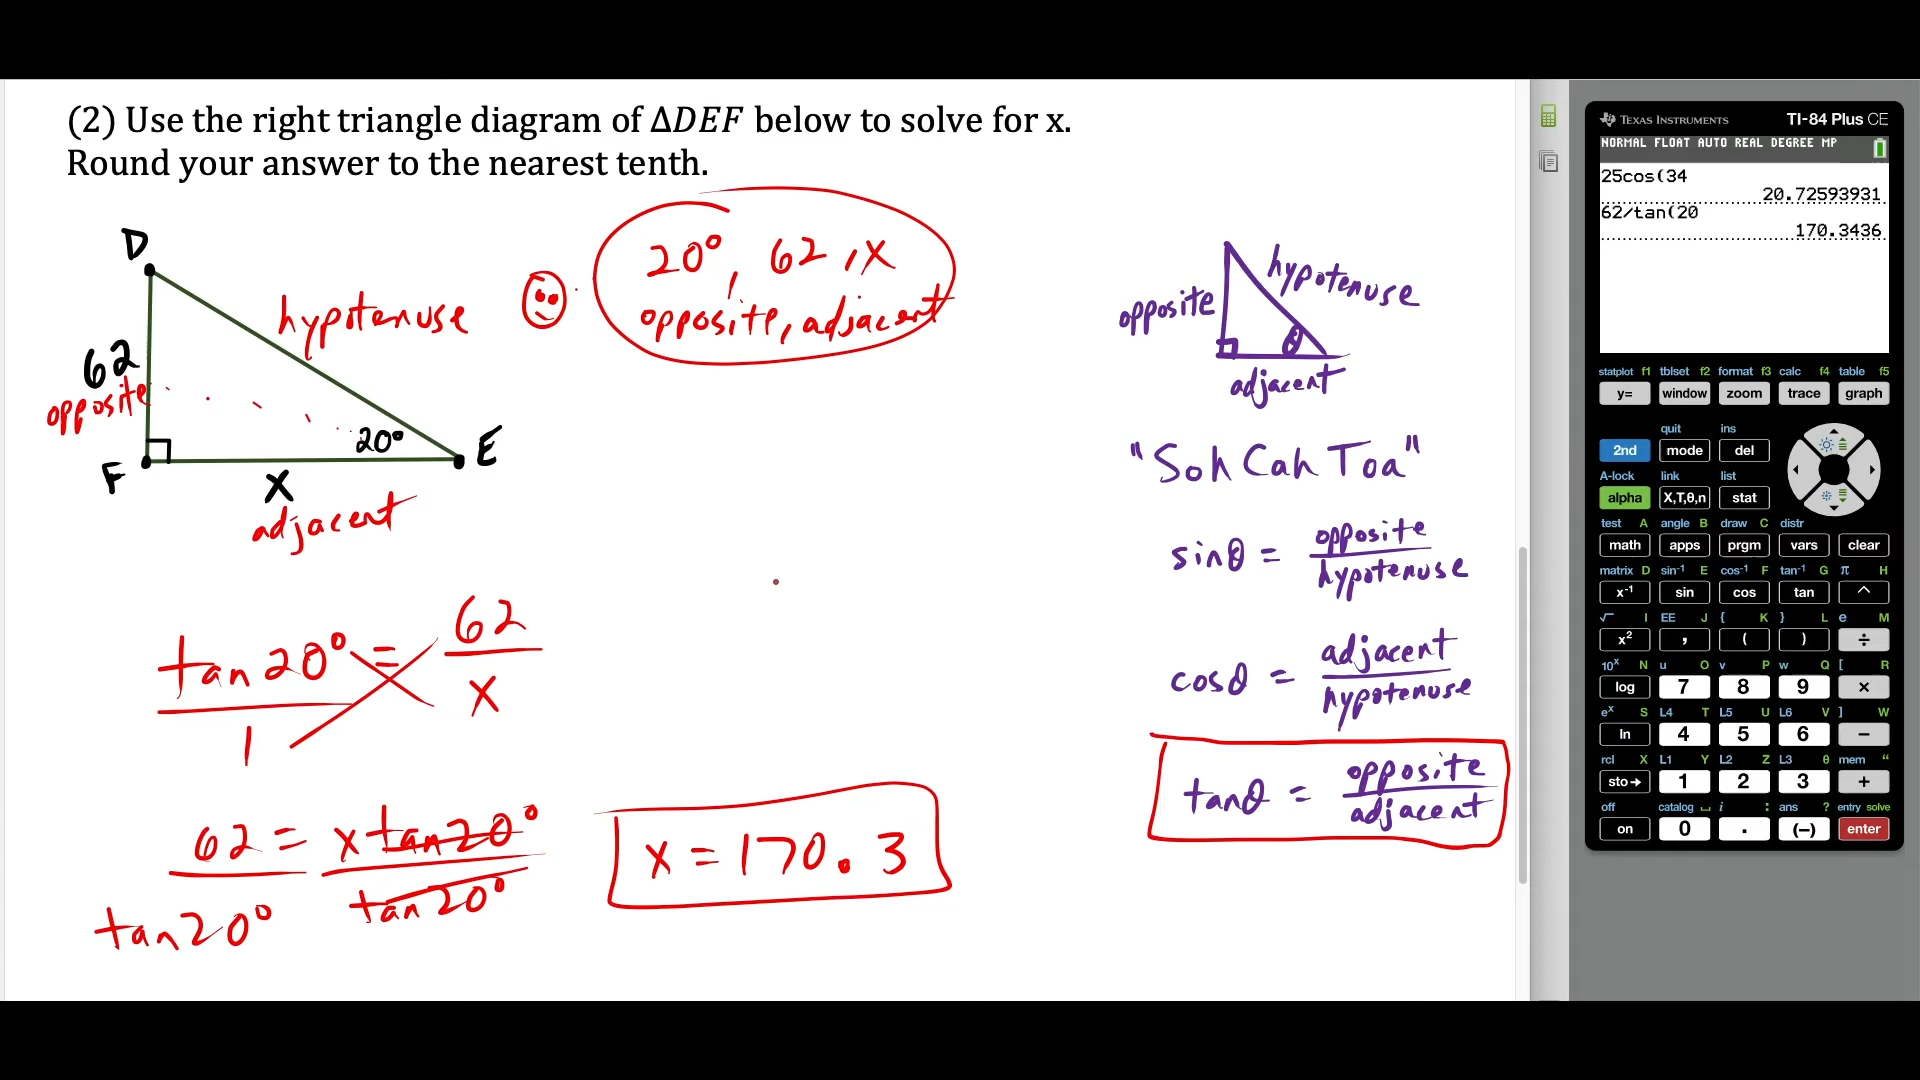 (2) Use the right triangle diagram of ΔDEF below to solve for x.
Round your answer to the nearest tenth.
D
hypotenuse
62
opposite
20°
F
E
x
adjacent
20°, 62, x
opposite, adjacent
tan 20° = 62
1 x
62 = x tan 20°
tan 20° tan 20°
x = 170.3
opposite
hypotenuse
θ
adjacent
"Soh Cah Toa"
sinθ = opposite
hypotenuse
cosθ = adjacent
hypotenuse
tanθ = opposite
adjacent
TEXAS INSTRUMENTS TI-84 Plus CE
NORMAL FLOAT AUTO REAL DEGREE MP
25cos(34
20.72593931
62/tan(20
170.3436
statplot f1 tblset f2 format f3 calc f4 table f5
y= window zoom trace graph
quit ins
2nd mode del
A-lock link list
alpha X,T,θ,n stat
test A angle B draw C distr
math apps prgm vars clear
matrix D sin⁻¹ E cos⁻¹ F tan⁻¹ G π H
x⁻¹ sin cos tan ^
√ I EE J { K } L e M
x² , ( ) ÷
10ˣ N u O v P w Q [ R
log 7 8 9 ×
eˣ S L4 T L5 U L6 V ] W
ln 4 5 6 −
rcl X L1 Y L2 Z L3 θ mem "
sto→ 1 2 3 +
off catalog ⎵ i : ans ? entry solve
on 0 . (−) enter